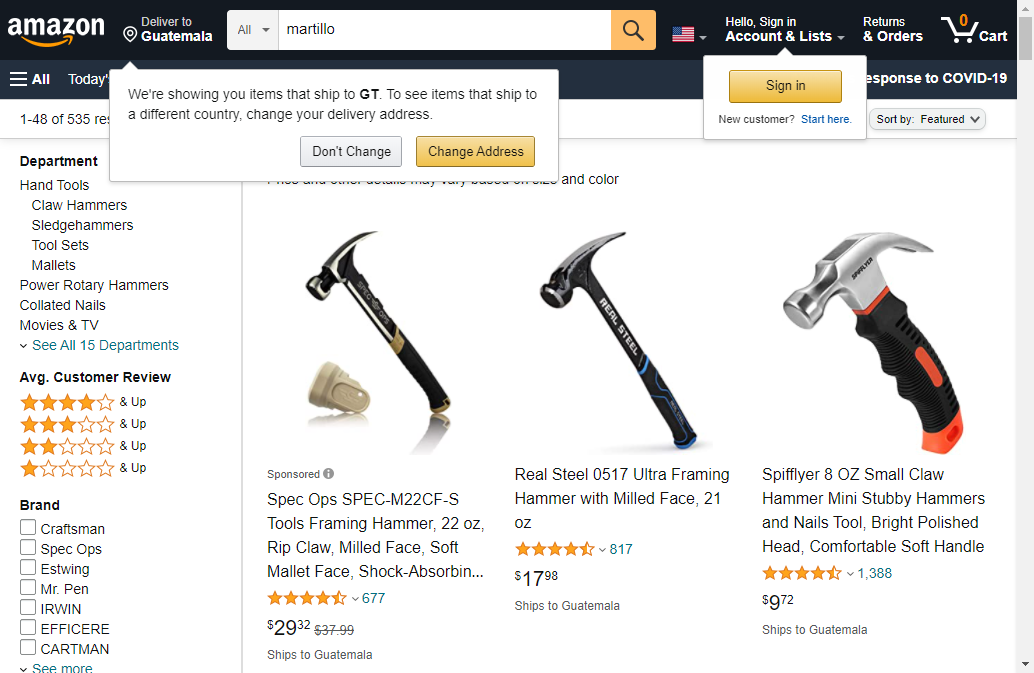 amazon
Deliver to
Guatemala
All
martillo
Hello, Sign in
Account & Lists
Returns
& Orders
0
Cart
All
Today'
esponse to COVID-19
We're showing you items that ship to GT. To see items that ship to
a different country, change your delivery address.
Don't Change
Change Address
Sign in
New customer? Start here.
1-48 of 535 res
Sort by: Featured
Price and other details may vary based on size and color
Department
Hand Tools
Claw Hammers
Sledgehammers
Tool Sets
Mallets
Power Rotary Hammers
Collated Nails
Movies & TV
See All 15 Departments
Avg. Customer Review
& Up
& Up
& Up
& Up
Brand
Craftsman
Spec Ops
Estwing
Mr. Pen
IRWIN
EFFICERE
CARTMAN
See more
SPEC OPS
Sponsored
Spec Ops SPEC-M22CF-S
Tools Framing Hammer, 22 oz,
Rip Claw, Milled Face, Soft
Mallet Face, Shock-Absorbin...
677
$29.32 $37.99
Ships to Guatemala
REAL STEEL
Real Steel 0517 Ultra Framing
Hammer with Milled Face, 21
oz
817
$17.98
Ships to Guatemala
SPIFFLYER
Spifflyer 8 OZ Small Claw
Hammer Mini Stubby Hammers
and Nails Tool, Bright Polished
Head, Comfortable Soft Handle
1,388
$9.72
Ships to Guatemala